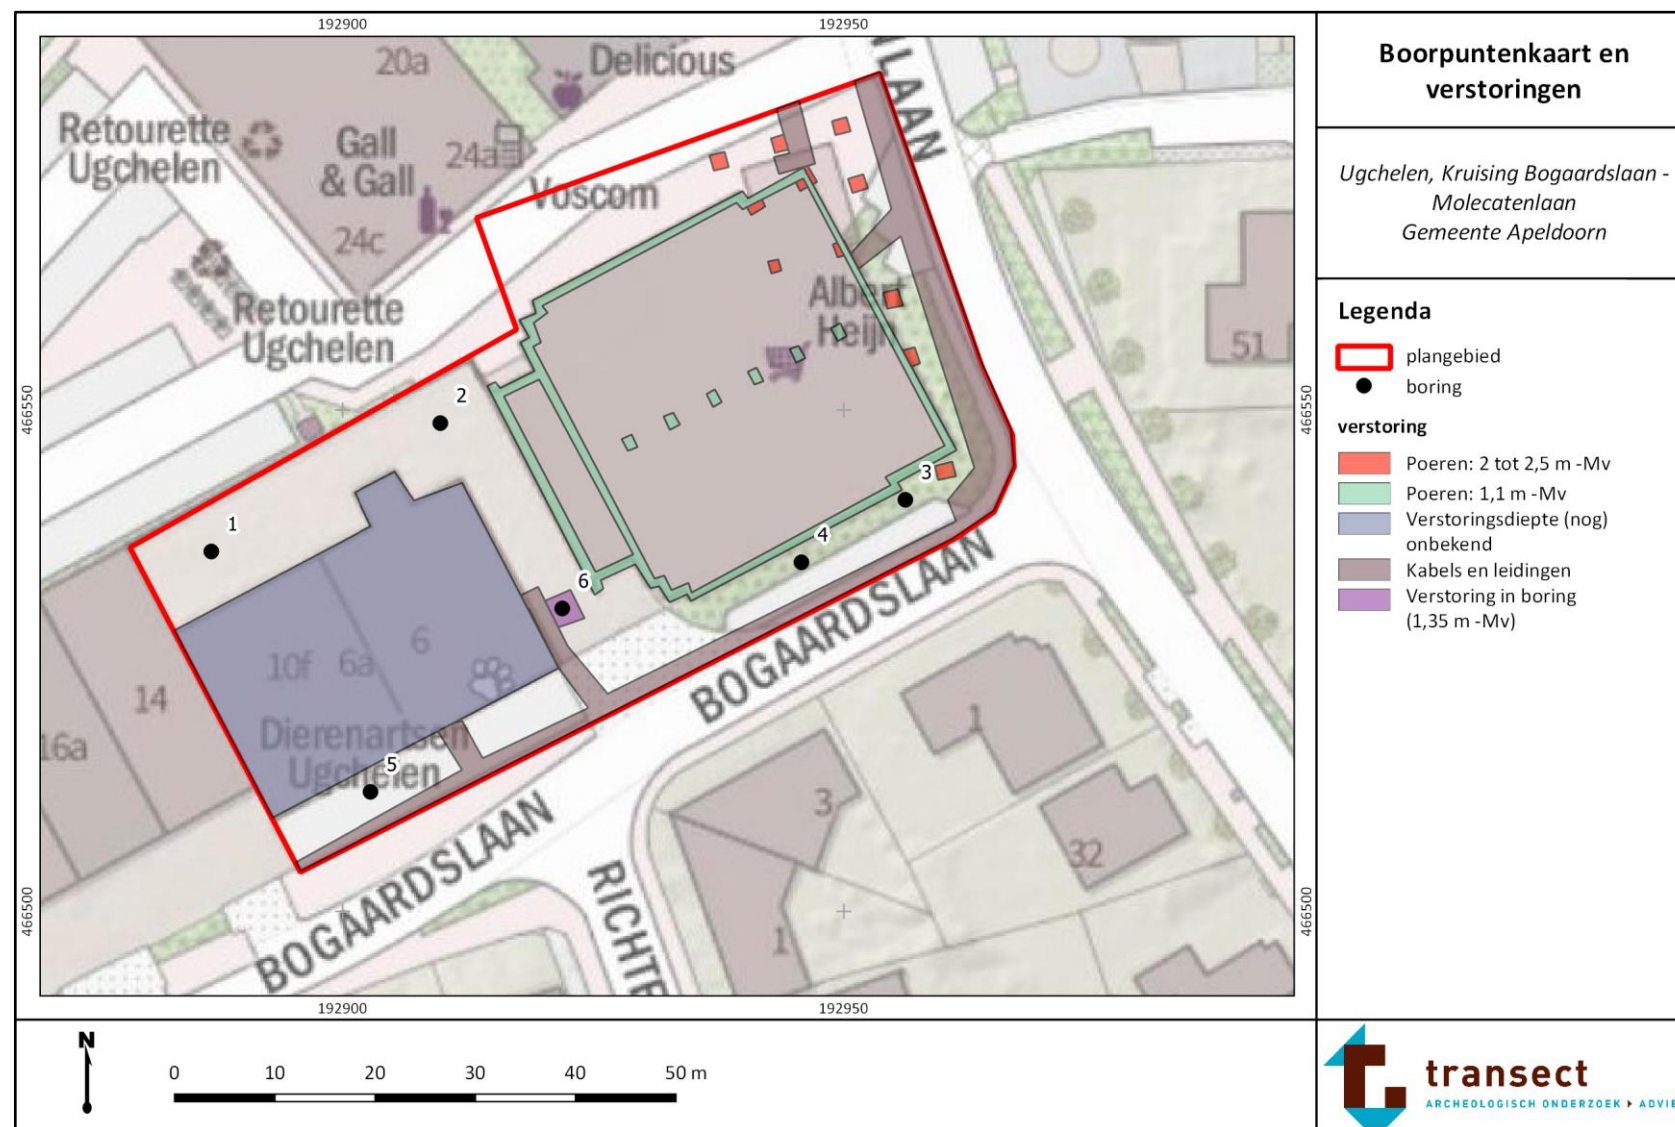 192900
192950
Boorpuntenkaart en
verstoringen
Ugchelen, Kruising Bogaardslaan -
Molecatenlaan
Gemeente Apeldoorn
Legenda
plangebied
boring
verstoring
Poeren: 2 tot 2,5 m -Mv
Poeren: 1,1 m -Mv
Verstoringsdiepte (nog)
onbekend
Kabels en leidingen
Verstoring in boring
(1,35 m -Mv)
20a
Delicious
NLAAN
Retourette
Ugchelen
Gall
& Gall
24a
24c
Voscom
Retourette
Ugchelen
Albert
Heijn
51
466550
466550
2
1
3
4
6
10f
6a
6
14
16a
Dierenartsen
Ugchelen
5
BOGAARDSLAAN
1
3
32
BOGAARDSLAAN
RICHTE
1
466500
466500
192900
192950
N
0
10
20
30
40
50 m
transect
ARCHEOLOGISCH ONDERZOEK ▸ ADVIE